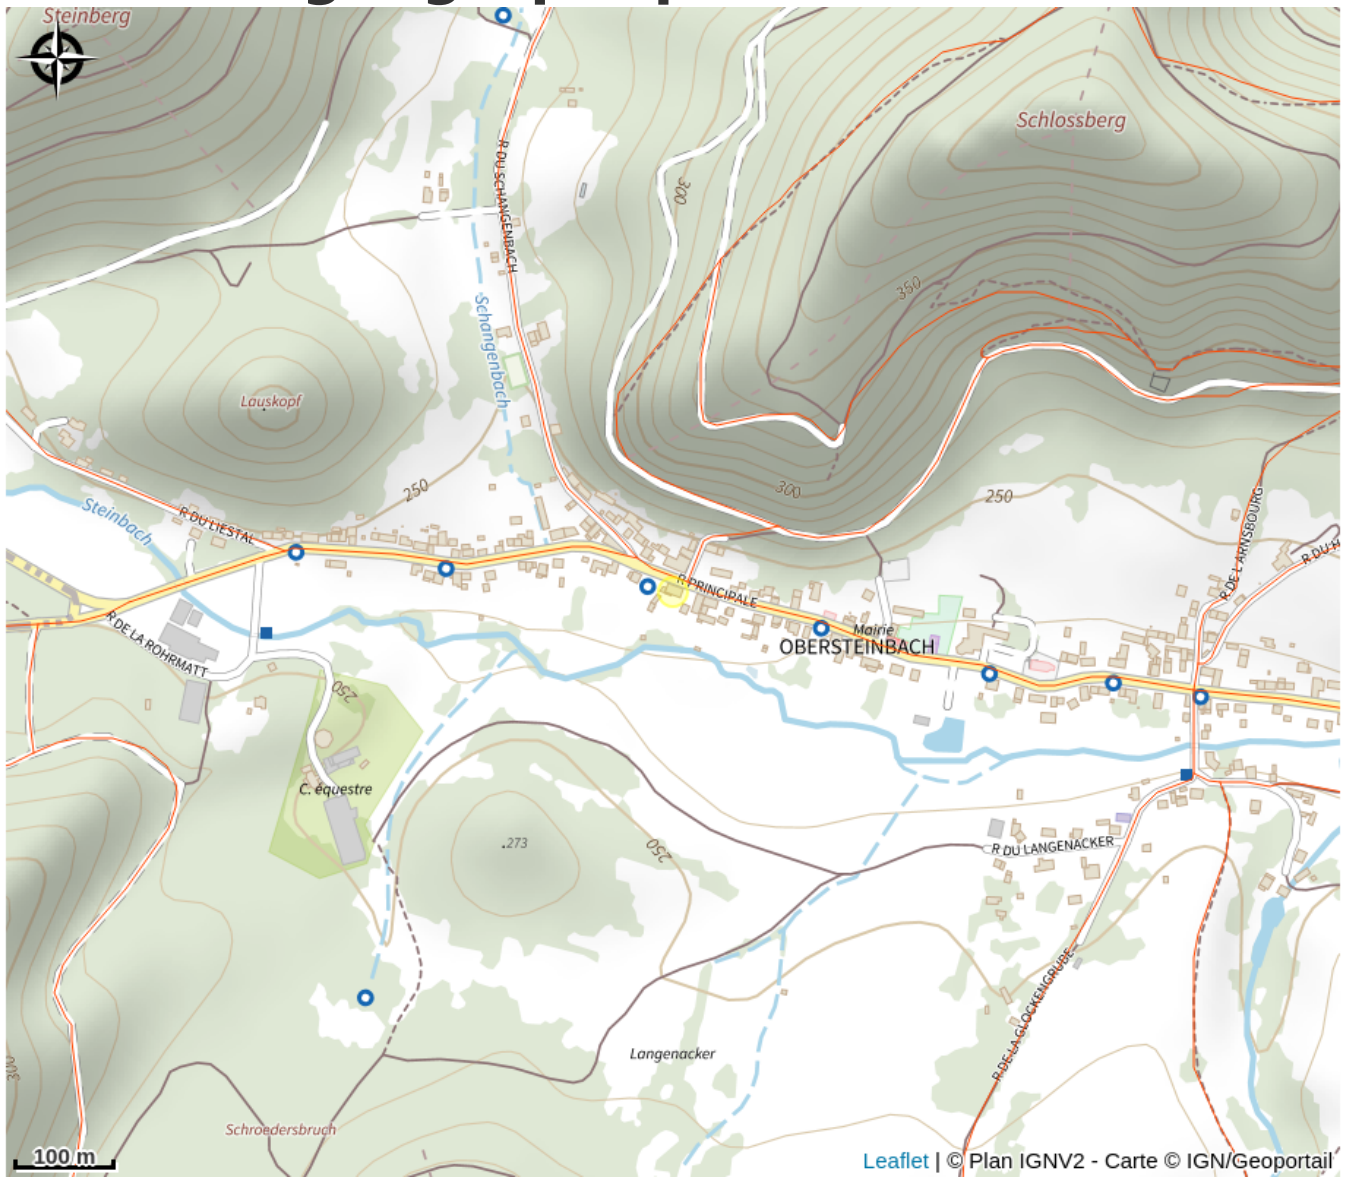 Steinberg
Schlossberg
R DU SCHANGENBACH
300
350
Schangenbach
Lauskopf
250
300
250
Steinbach
R DU LIESTAL
R DE L'ARNSBOURG
R DU H
R PRINCIPALE
R DE LA ROHRMATT
Mairie
OBERSTEINBACH
250
C. équestre
.273
250
R DU LANGENACKER
R DE LA GLOCKENGRUBE
Langenacker
300
Schroedersbruch
100 m
Leaflet | © Plan IGNV2 - Carte © IGN/Geoportail